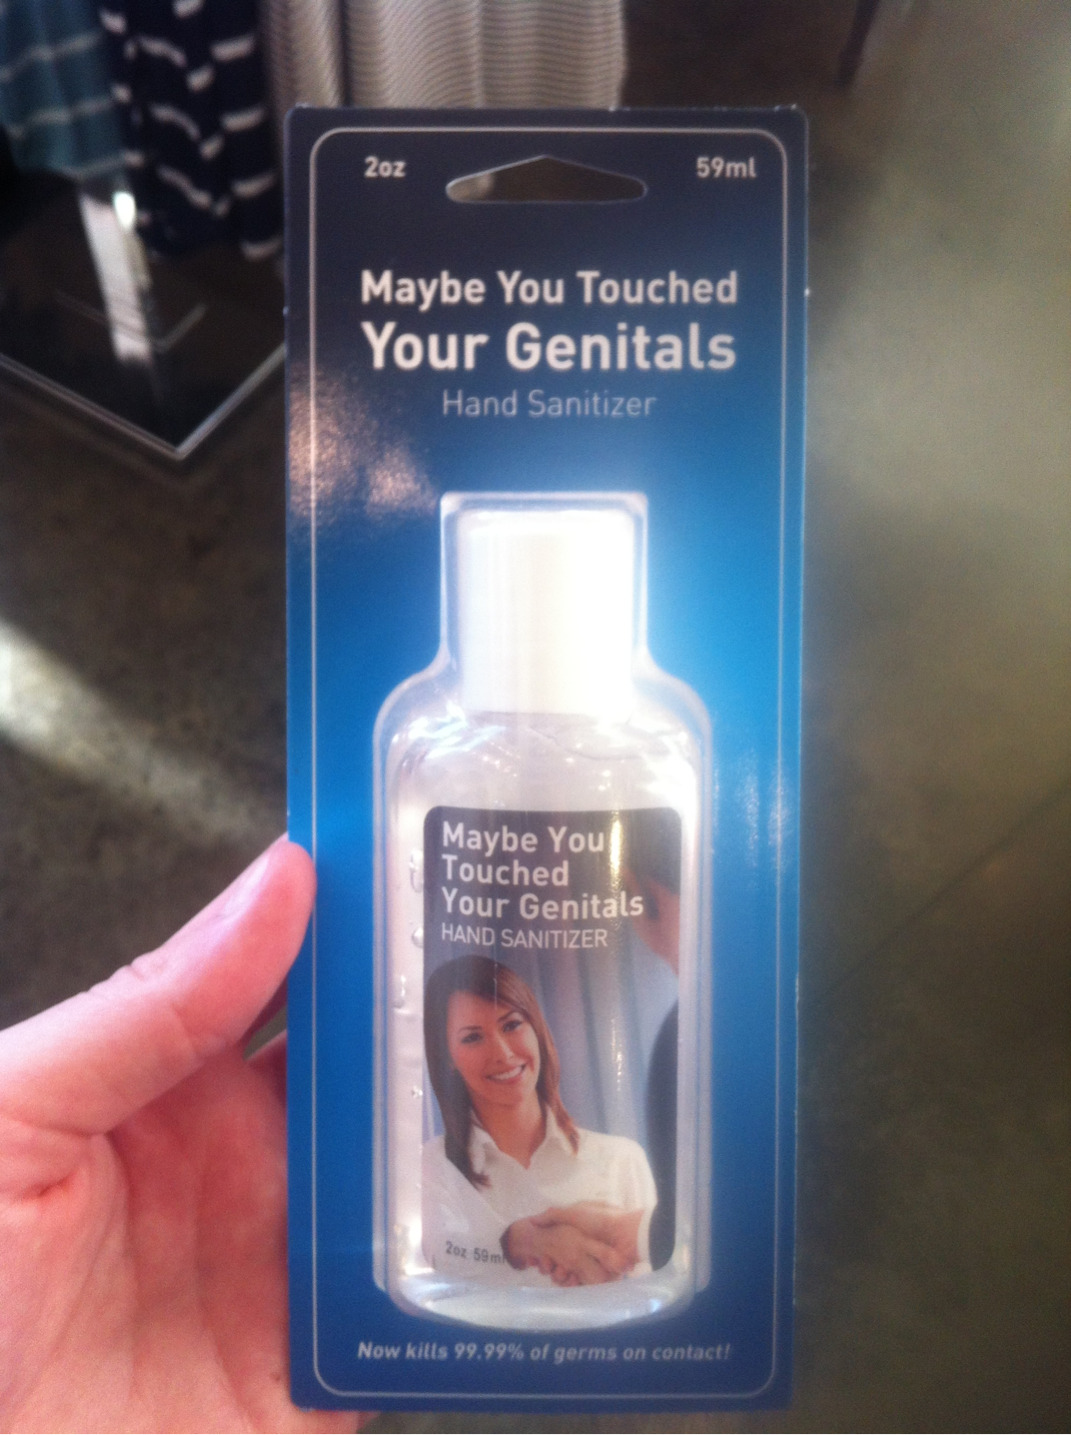 2oz 59ml
Maybe You Touched
Your Genitals
Hand Sanitizer
Maybe You
Touched
Your Genitals
HAND SANITIZER
2oz 59ml
Now kills 99.99% of germs on contact!